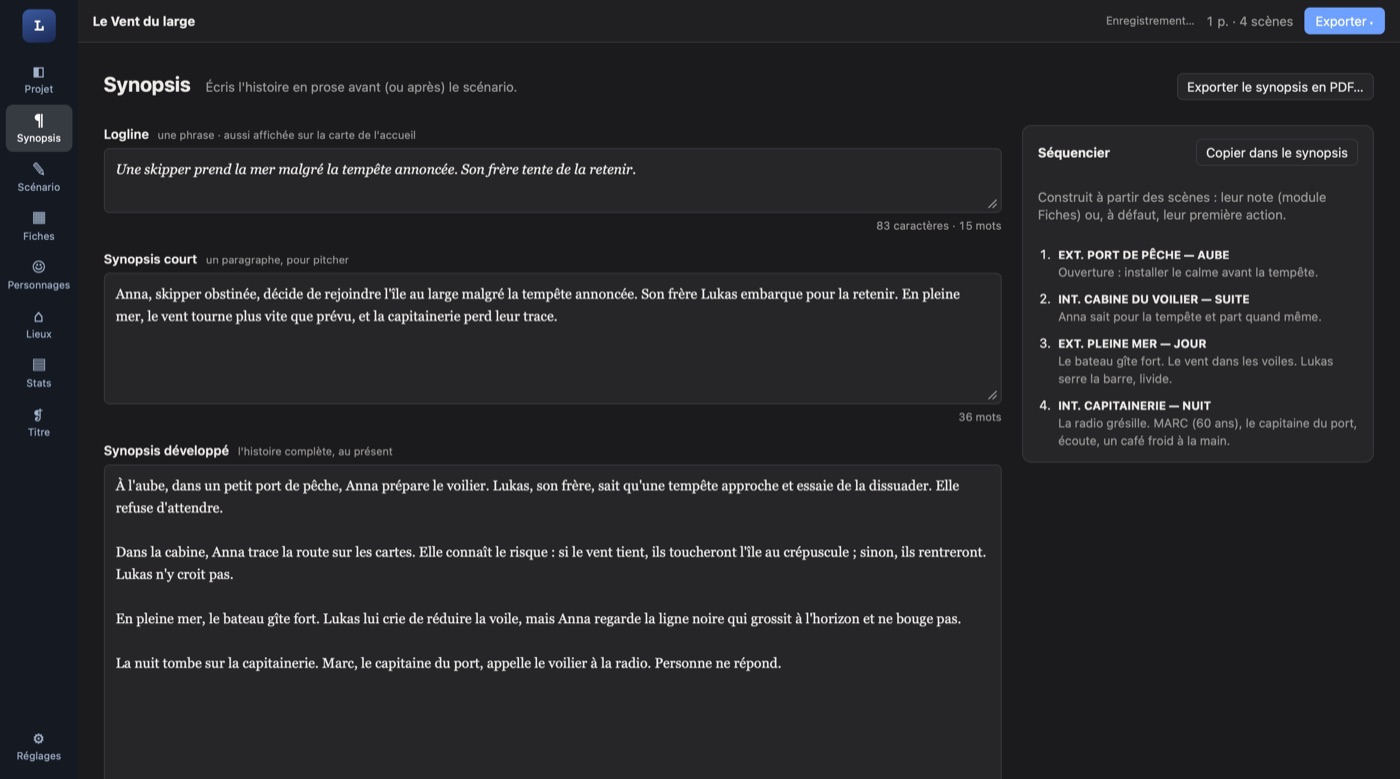 L
Le Vent du large
Enregistrement...
1 p. · 4 scènes
Exporter
Projet
Synopsis
Scénario
Fiches
Personnages
Lieux
Stats
Titre
Réglages
Synopsis
Écris l'histoire en prose avant (ou après) le scénario.
Exporter le synopsis en PDF...
Logline
une phrase · aussi affichée sur la carte de l'accueil
Une skipper prend la mer malgré la tempête annoncée. Son frère tente de la retenir.
83 caractères · 15 mots
Synopsis court
un paragraphe, pour pitcher
Anna, skipper obstinée, décide de rejoindre l'île au large malgré la tempête annoncée. Son frère Lukas embarque pour la retenir. En pleine
mer, le vent tourne plus vite que prévu, et la capitainerie perd leur trace.
36 mots
Synopsis développé
l'histoire complète, au présent
À l'aube, dans un petit port de pêche, Anna prépare le voilier. Lukas, son frère, sait qu'une tempête approche et essaie de la dissuader. Elle
refuse d'attendre.
Dans la cabine, Anna trace la route sur les cartes. Elle connaît le risque : si le vent tient, ils toucheront l'île au crépuscule ; sinon, ils rentreront.
Lukas n'y croit pas.
En pleine mer, le bateau gîte fort. Lukas lui crie de réduire la voile, mais Anna regarde la ligne noire qui grossit à l'horizon et ne bouge pas.
La nuit tombe sur la capitainerie. Marc, le capitaine du port, appelle le voilier à la radio. Personne ne répond.
Séquencier
Copier dans le synopsis
Construit à partir des scènes : leur note (module
Fiches) ou, à défaut, leur première action.
1. EXT. PORT DE PÊCHE — AUBE
Ouverture : installer le calme avant la tempête.
2. INT. CABINE DU VOILIER — SUITE
Anna sait pour la tempête et part quand même.
3. EXT. PLEINE MER — JOUR
Le bateau gîte fort. Le vent dans les voiles. Lukas
serre la barre, livide.
4. INT. CAPITAINERIE — NUIT
La radio grésille. MARC (60 ans), le capitaine du port,
écoute, un café froid à la main.